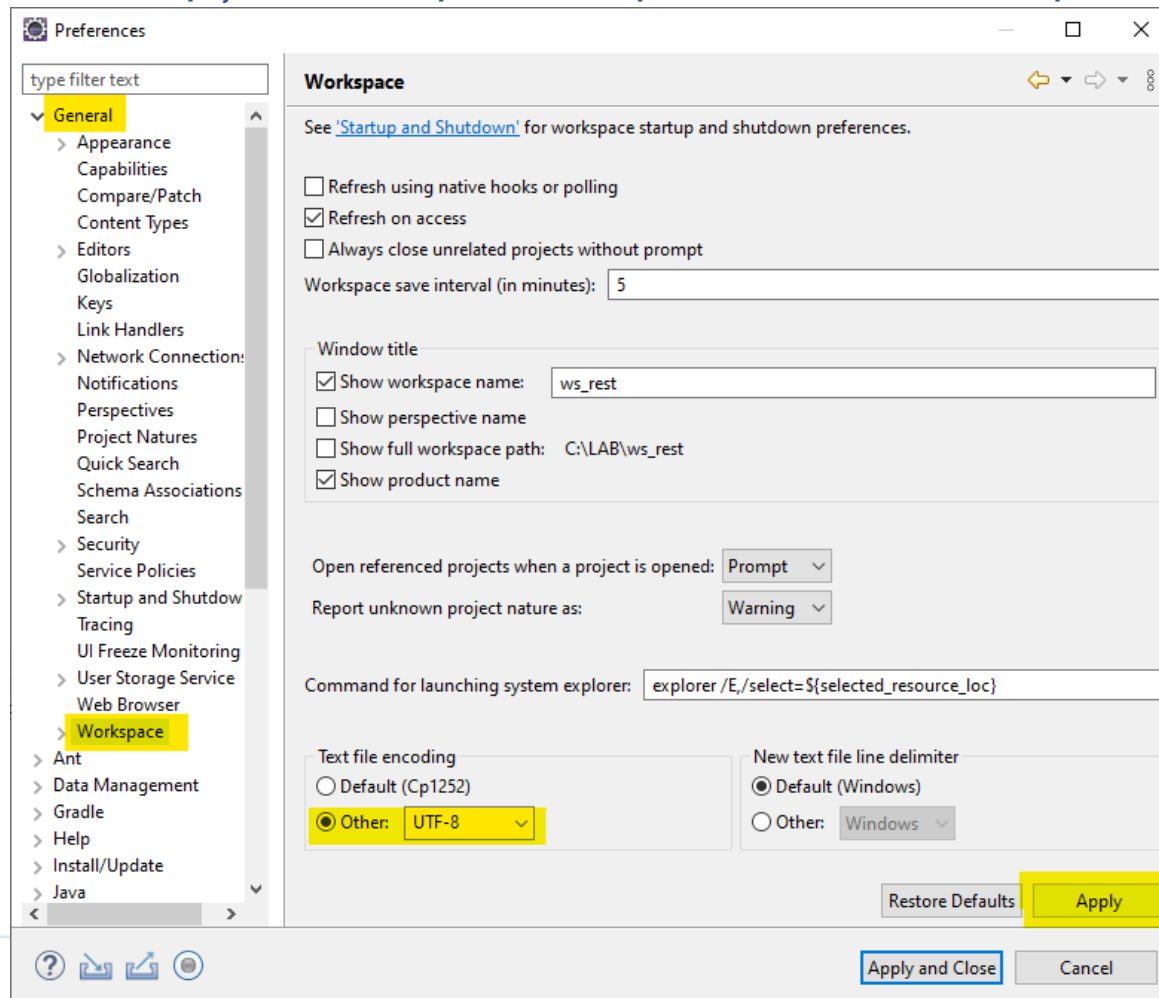 Preferences
type filter text
General
Appearance
Capabilities
Compare/Patch
Content Types
Editors
Globalization
Keys
Link Handlers
Network Connection
Notifications
Perspectives
Project Natures
Quick Search
Schema Associations
Search
Security
Service Policies
Startup and Shutdow
Tracing
UI Freeze Monitoring
User Storage Service
Web Browser
Workspace
Ant
Data Management
Gradle
Help
Install/Update
Java
Workspace
See 'Startup and Shutdown' for workspace startup and shutdown preferences.
Refresh using native hooks or polling
Refresh on access
Always close unrelated projects without prompt
Workspace save interval (in minutes): 5
Window title
Show workspace name: ws_rest
Show perspective name
Show full workspace path: C:\LAB\ws_rest
Show product name
Open referenced projects when a project is opened: Prompt
Report unknown project nature as: Warning
Command for launching system explorer: explorer /E,/select=${selected_resource_loc}
Text file encoding
Default (Cp1252)
Other: UTF-8
New text file line delimiter
Default (Windows)
Other: Windows
Restore Defaults
Apply
Apply and Close
Cancel